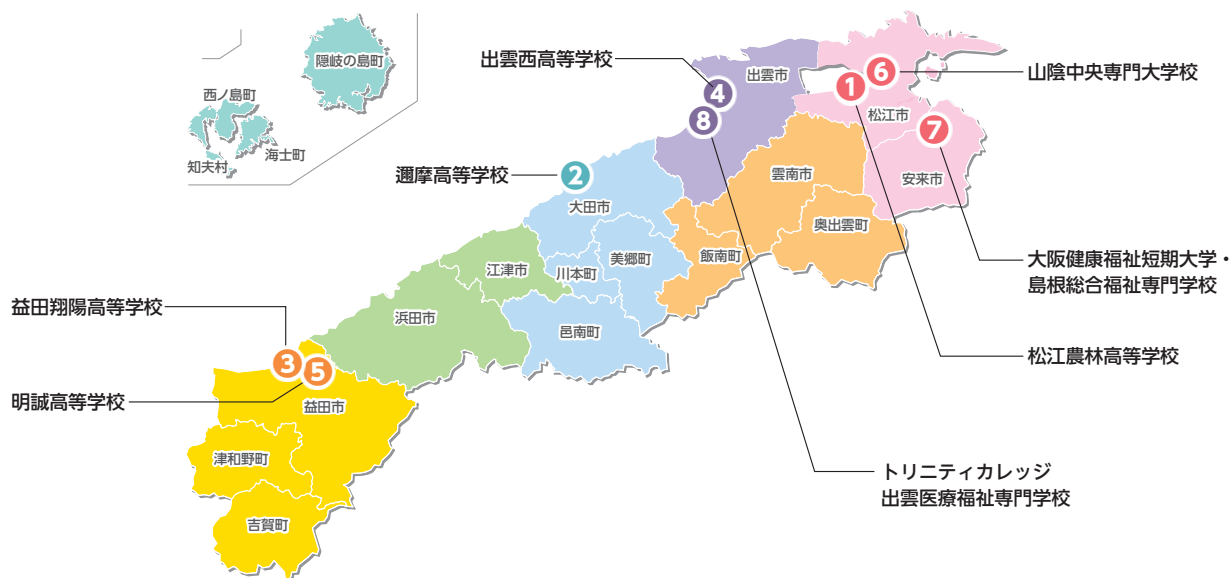 隠岐の島町
西ノ島町
海士町
知夫村
出雲西高等学校
4
8
出雲市
1
6
山陰中央専門大学校
松江市
7
安来市
邇摩高等学校
2
大田市
雲南市
奥出雲町
飯南町
美郷町
川本町
江津市
邑南町
浜田市
大阪健康福祉短期大学・
島根総合福祉専門学校
松江農林高等学校
益田翔陽高等学校
3
5
明誠高等学校
益田市
津和野町
吉賀町
トリニティカレッジ
出雲医療福祉専門学校